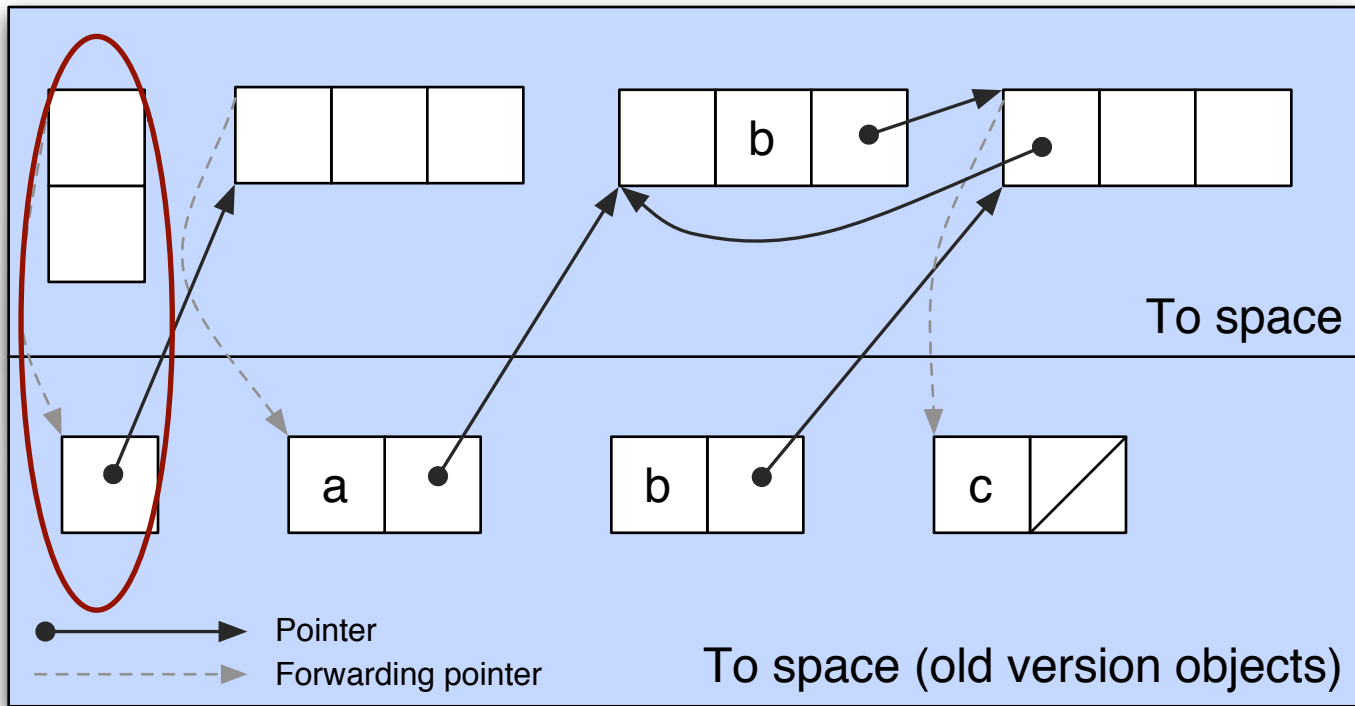 b
To space
a
b
c
Pointer
Forwarding pointer
To space (old version objects)